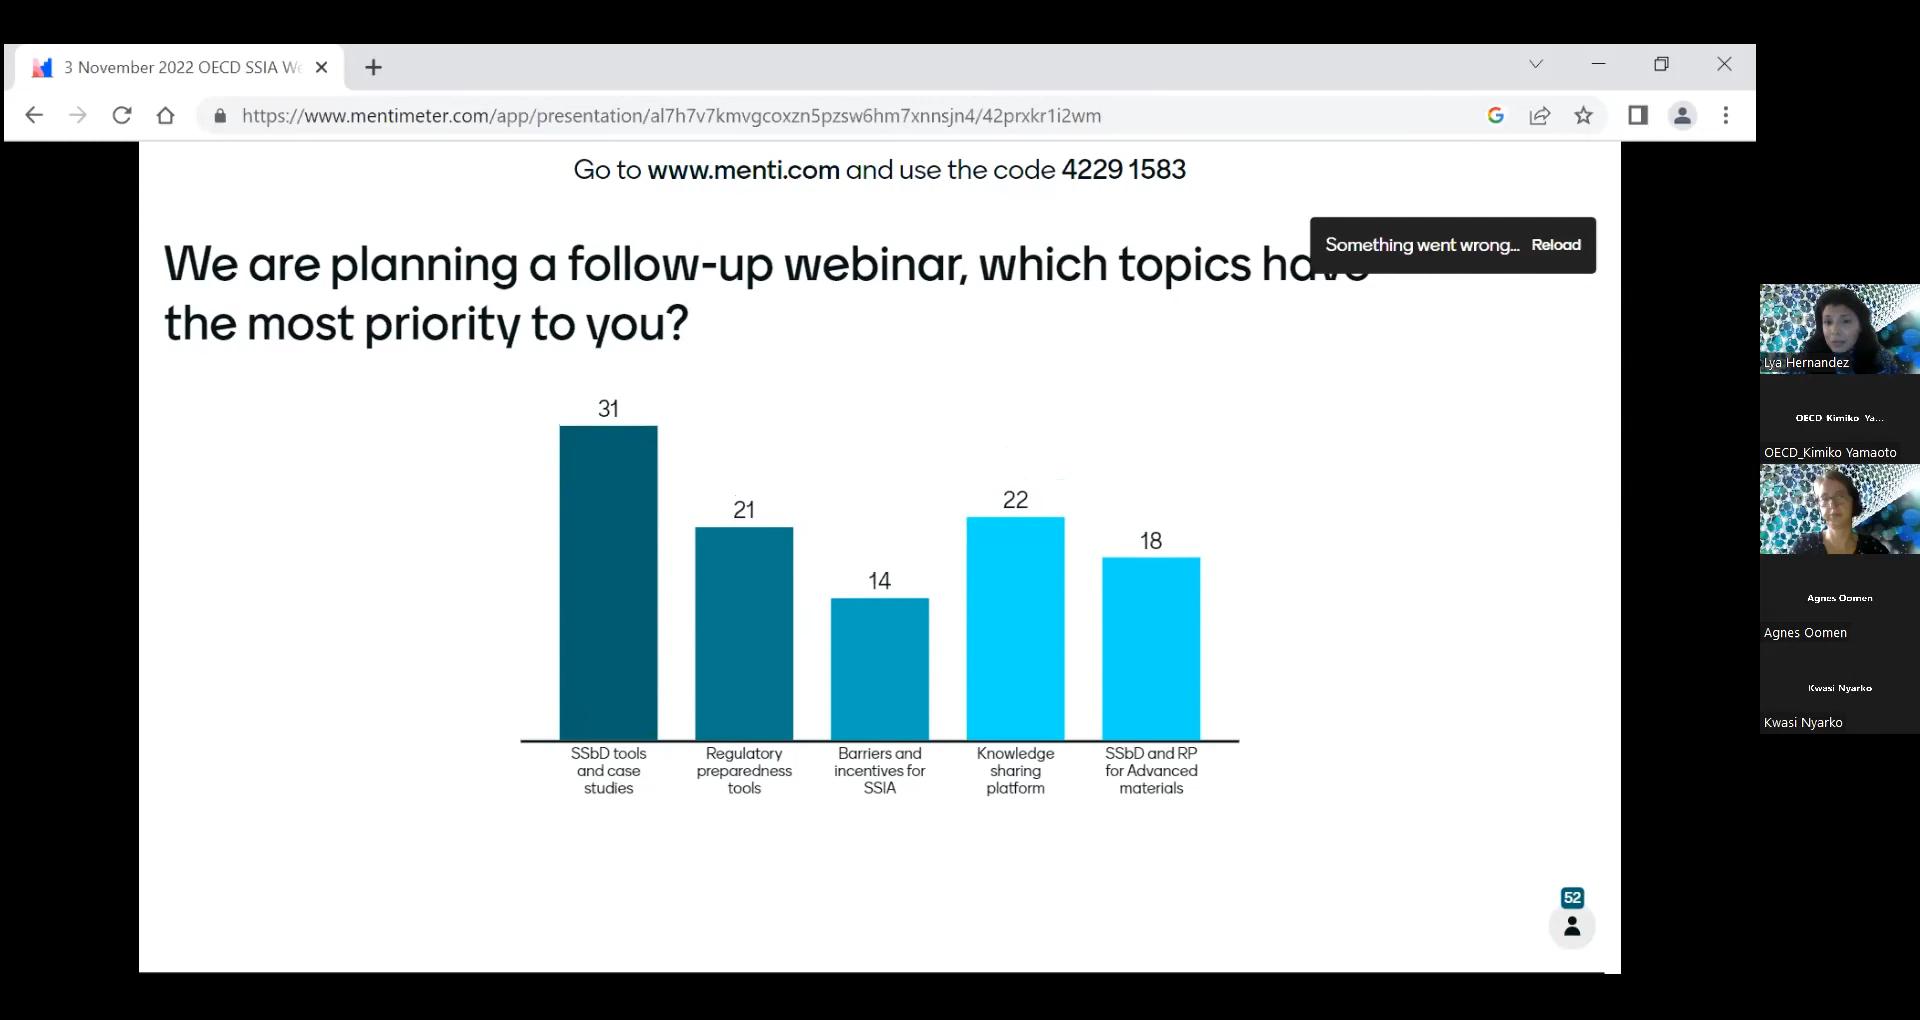 3 November 2022 OECD SSIA We
https://www.mentimeter.com/app/presentation/al7h7v7kmvgcoxzn5pzsw6hm7xnnsjn4/42prxkr1i2wm
Go to www.menti.com and use the code 4229 1583
Something went wrong... Reload
We are planning a follow-up webinar, which topics have
the most priority to you?
31
21
14
22
18
SSbD tools
and case
studies
Regulatory
preparedness
tools
Barriers and
incentives for
SSIA
Knowledge
sharing
platform
SSbD and RP
for Advanced
materials
52
Lya Hernandez
OECD Kimiko Ya...
OECD_Kimiko Yamaoto
Agnes Oomen
Agnes Oomen
Kwasi Nyarko
Kwasi Nyarko